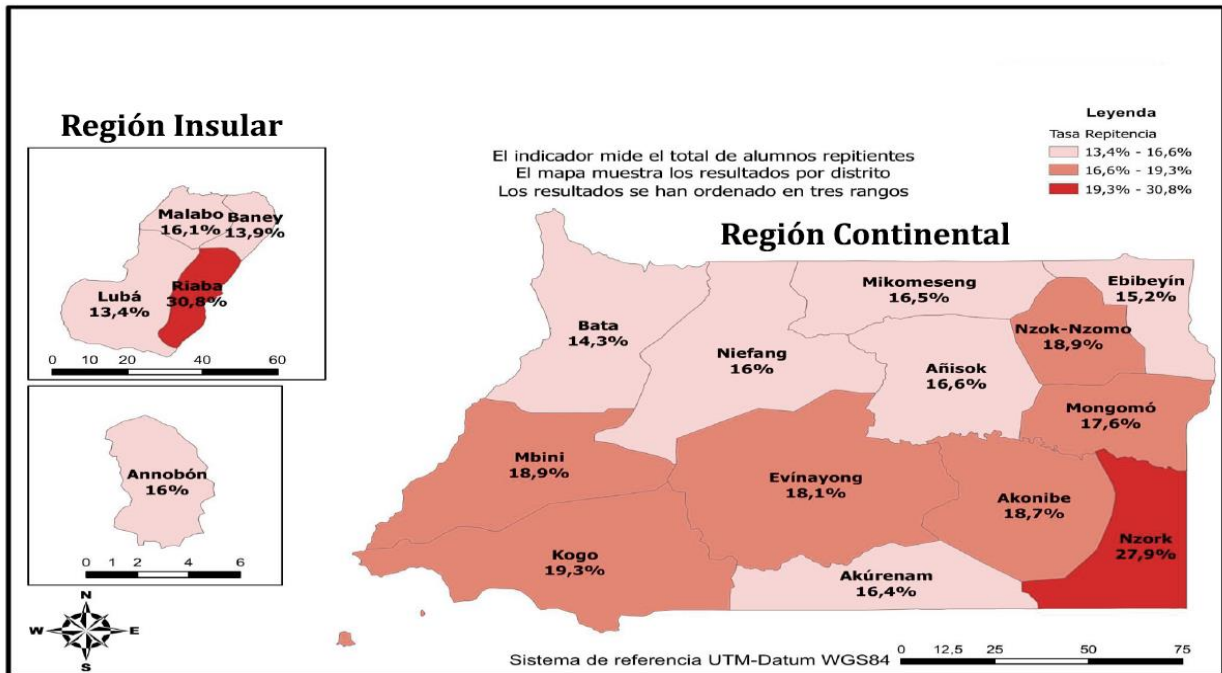 Región Insular
Malabo
16,1%
Baney
13,9%
Lubá
13,4%
Riaba
30,8%
0 20 40 60
Annobón
16%
0 1 2 4 6
N
W E
S
Leyenda
Tasa Repitencia
13,4% - 16,6%
16,6% - 19,3%
19,3% - 30,8%
El indicador mide el total de alumnos repitientes
El mapa muestra los resultados por distrito
Los resultados se han ordenado en tres rangos
Región Continental
Mikomeseng
16,5%
Ebibeyín
15,2%
Bata
14,3%
Niefang
16%
Nzok-Nzomo
18,9%
Añisok
16,6%
Mongomó
17,6%
Mbini
18,9%
Evínayong
18,1%
Akonibe
18,7%
Nzork
27,9%
Kogo
19,3%
Akúrenam
16,4%
Sistema de referencia UTM-Datum WGS84
0 12,5 25 50 75